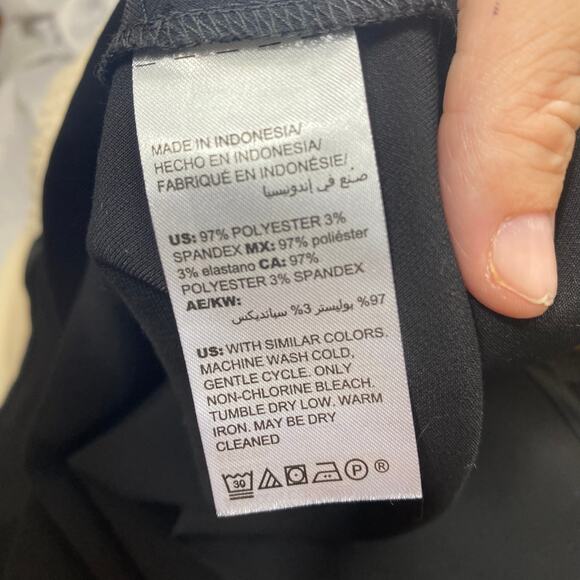 MADE IN INDONESIA/
HECHO EN INDONESIA/
FABRIQUÉ EN INDONÉSIE/
صنع في إندونيسيا
US: 97% POLYESTER 3%
SPANDEX MX: 97% poliéster
3% elastano CA: 97%
POLYESTER 3% SPANDEX
AE/KW:
97% بوليستر 3% سبانديكس
US: WITH SIMILAR COLORS.
MACHINE WASH COLD,
GENTLE CYCLE. ONLY
NON-CHLORINE BLEACH.
TUMBLE DRY LOW. WARM
IRON. MAY BE DRY
CLEANED
30 P ®